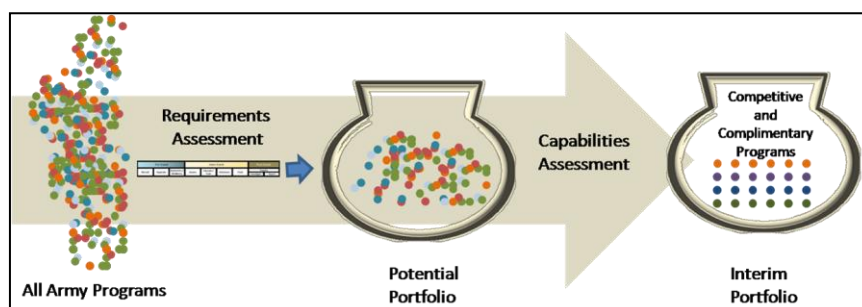 Requirements
Assessment
All Army Programs
Potential
Portfolio
Capabilities
Assessment
Competitive
and
Complimentary
Programs
Interim
Portfolio